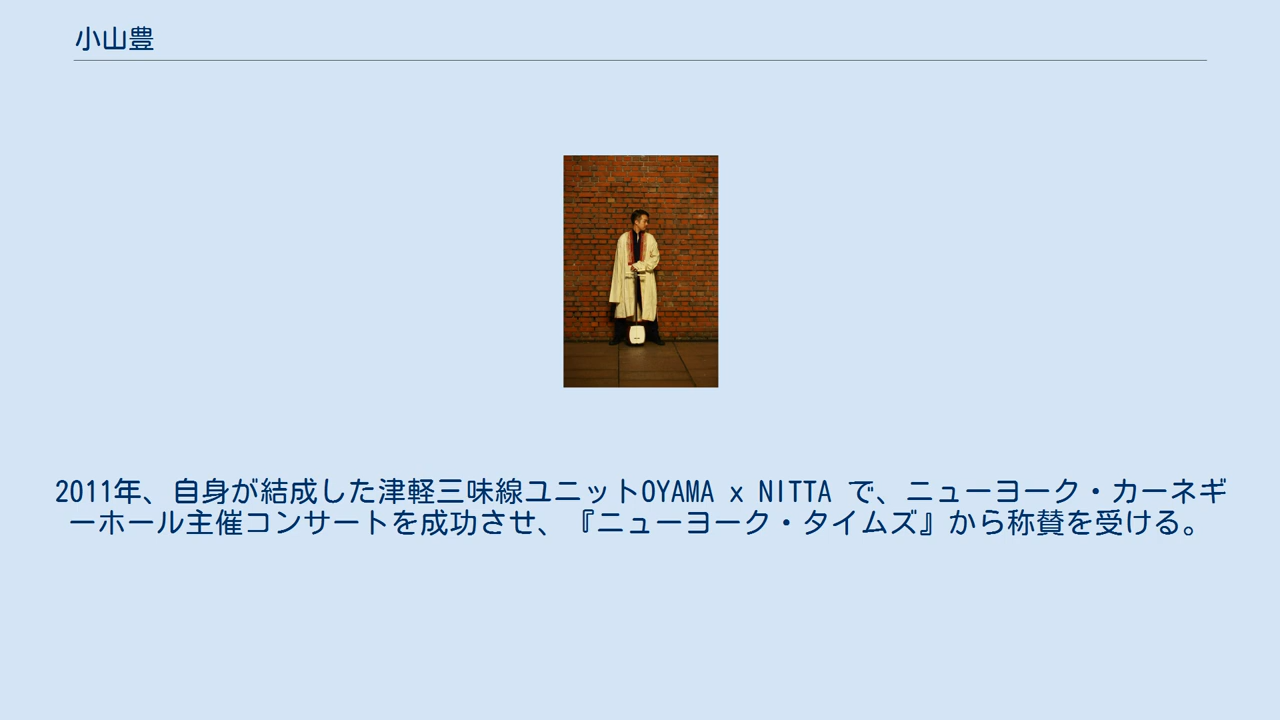 小山豊
2011年、自身が結成した津軽三味線ユニットOYAMA x NITTA で、ニューヨーク・カーネギ
ーホール主催コンサートを成功させ、『ニューヨーク・タイムズ』から称賛を受ける。